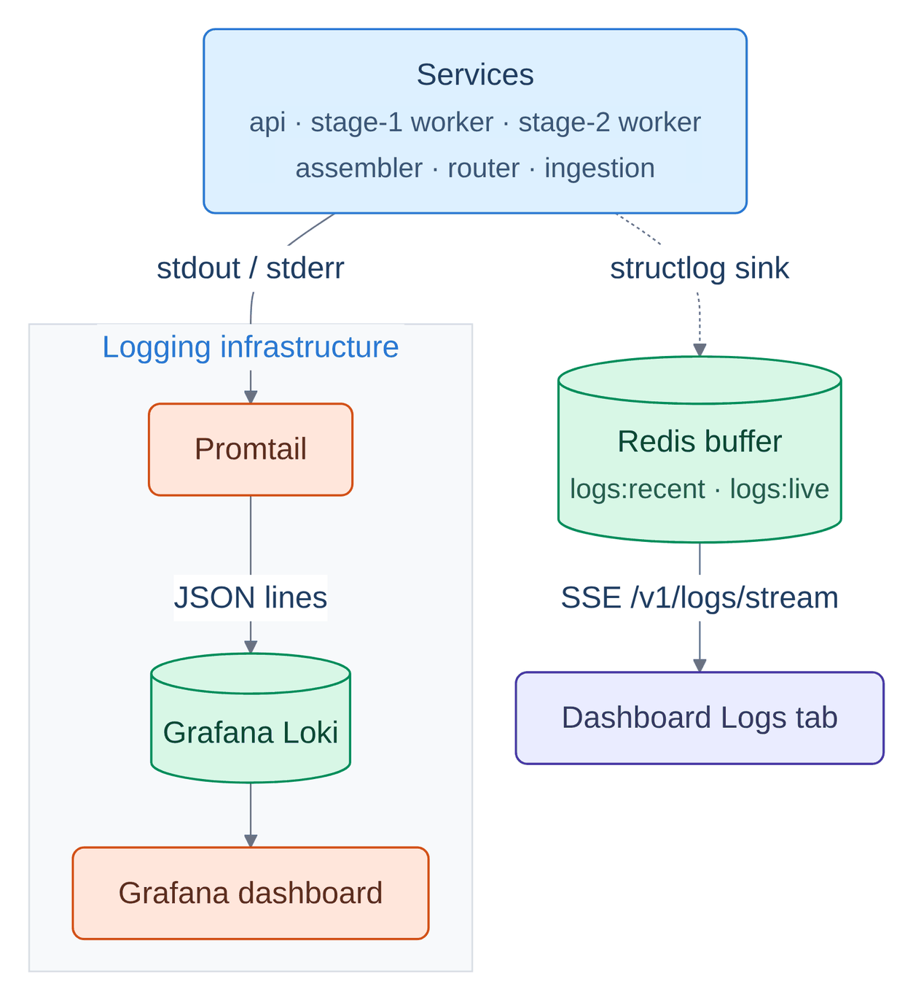 Services
api · stage-1 worker · stage-2 worker
assembler · router · ingestion
stdout / stderr
structlog sink
Logging infrastructure
Promtail
Redis buffer
logs:recent · logs:live
JSON lines
SSE /v1/logs/stream
Grafana Loki
Dashboard Logs tab
Grafana dashboard